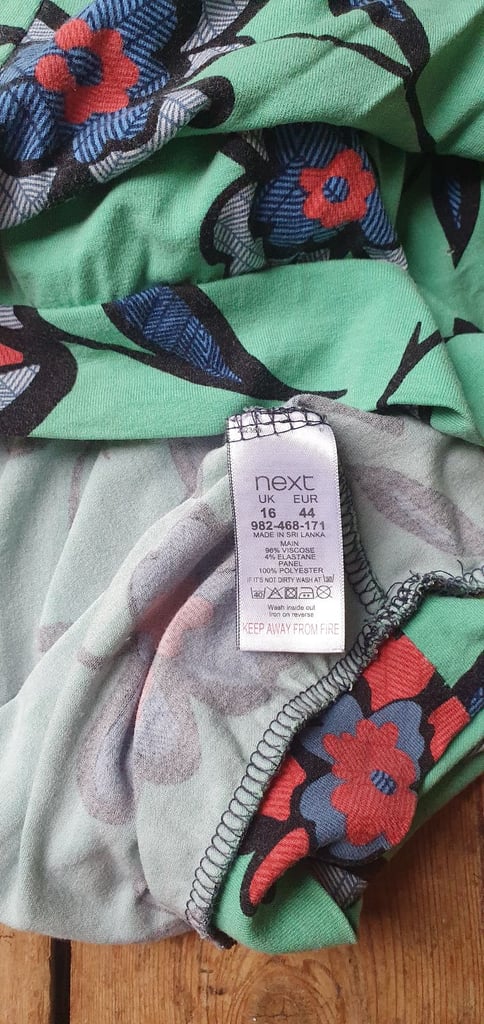 next
UK EUR
16 44
982-468-171
MADE IN SRI LANKA
MAIN
96% VISCOSE
4% ELASTANE
PANEL
100% POLYESTER
IF IT'S NOT DIRTY WASH AT 30
40
Wash inside out
Iron on reverse
KEEP AWAY FROM FIRE